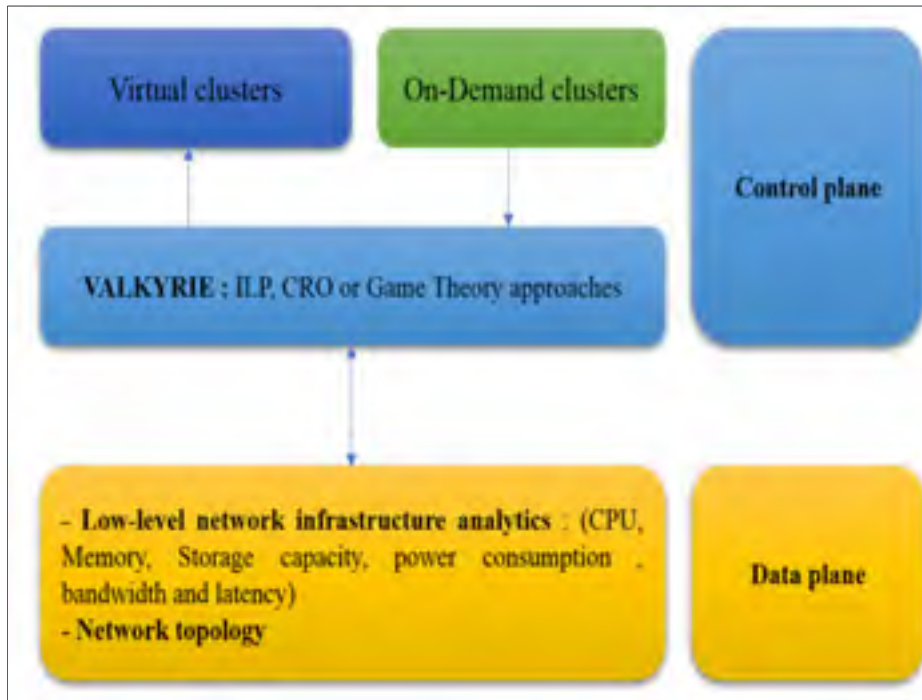 Virtual clusters
On-Demand clusters
Control plane
VALKYRIE : ILP, CRO or Game Theory approaches
- Low-level network infrastructure analytics : (CPU,
Memory, Storage capacity, power consumption ,
bandwidth and latency)
- Network topology
Data plane